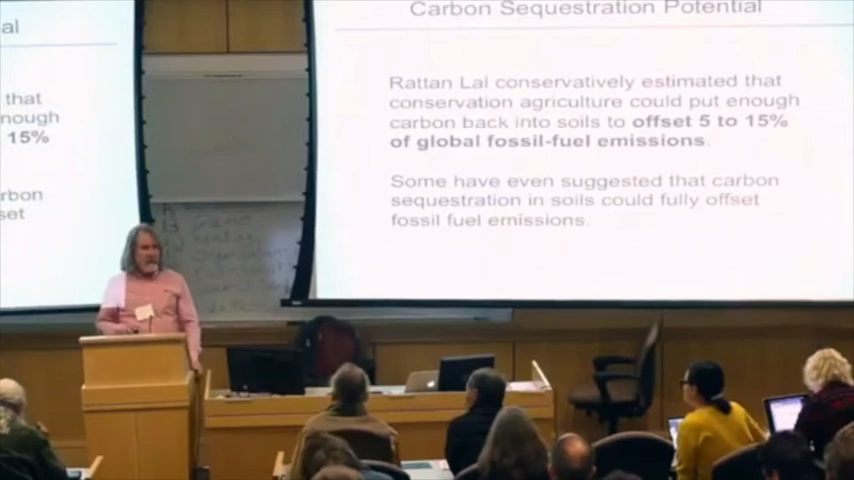 al
that
nough
15%
rbon
set
Carbon Sequestration Potential
Rattan Lal conservatively estimated that
conservation agriculture could put enough
carbon back into soils to offset 5 to 15%
of global fossil-fuel emissions.
Some have even suggested that carbon
sequestration in soils could fully offset
fossil fuel emissions.